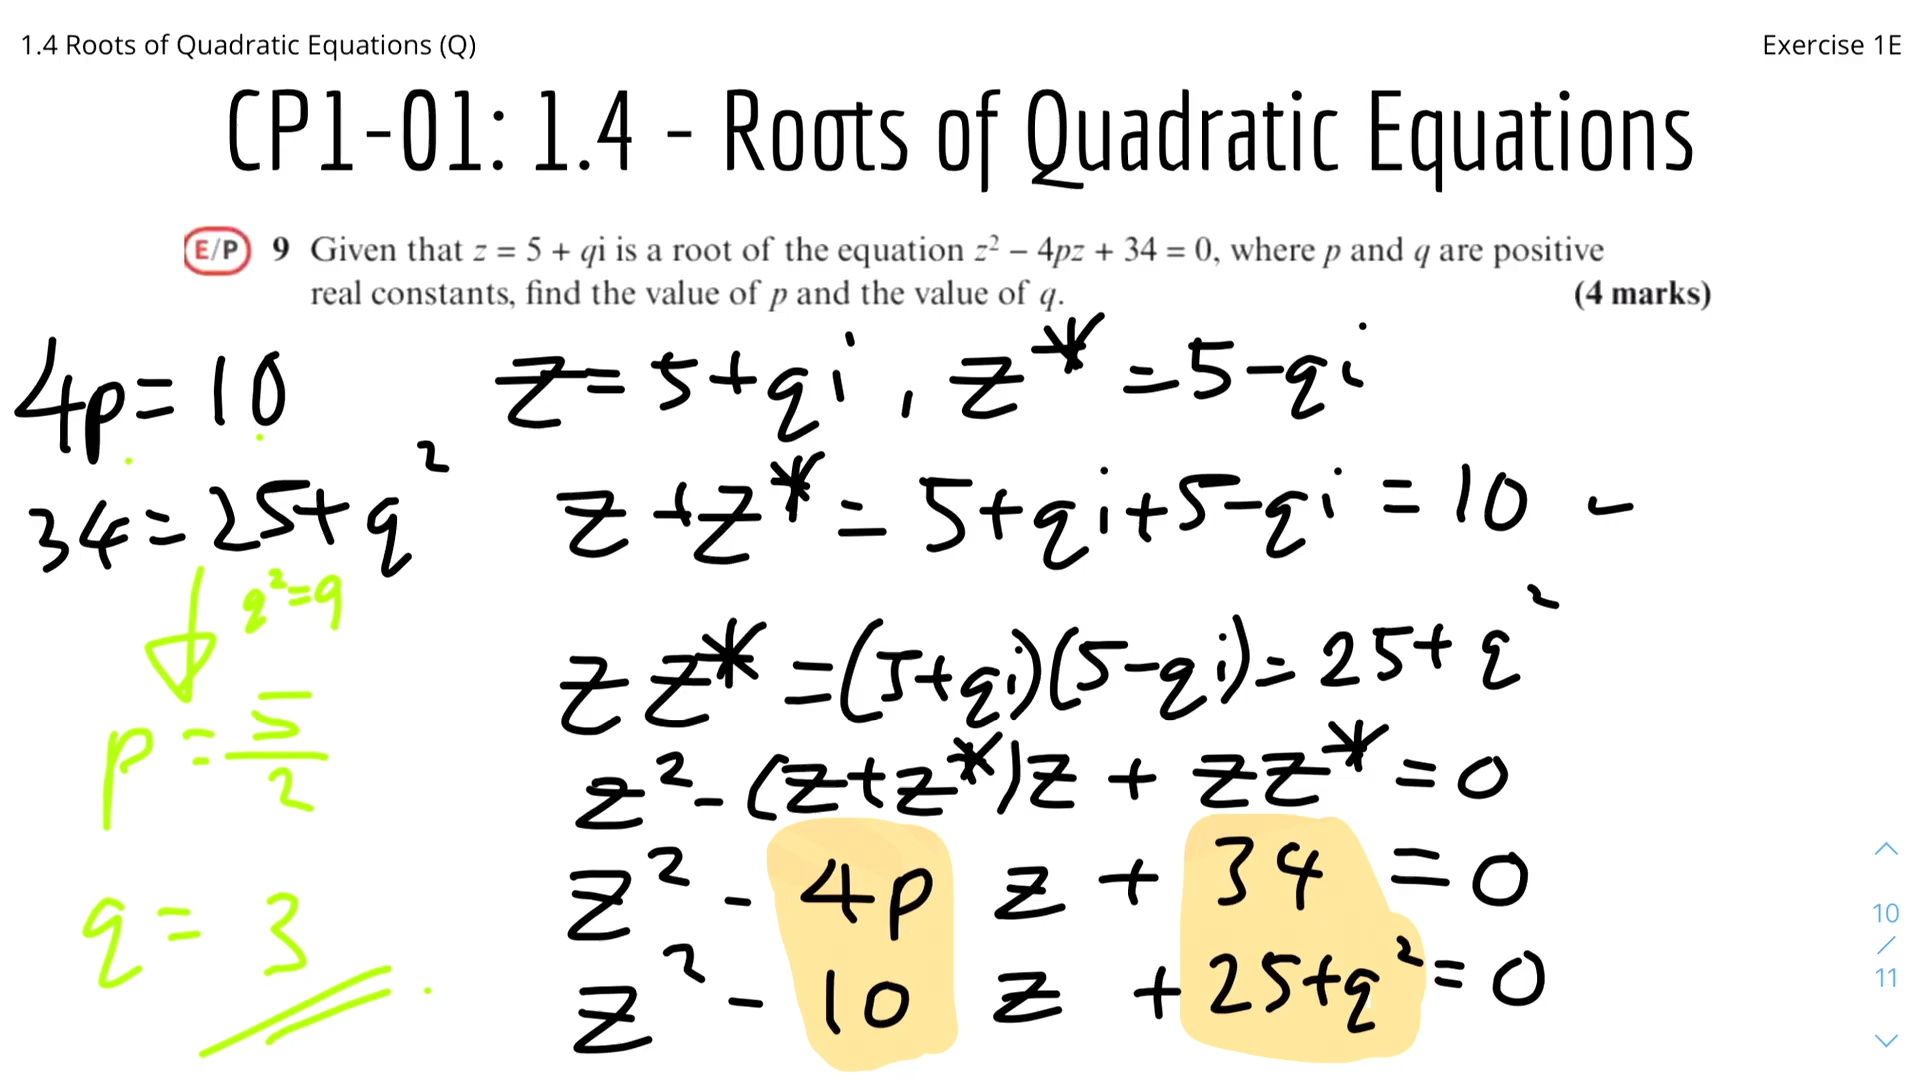 1.4 Roots of Quadratic Equations (Q)
Exercise 1E
CP1-01: 1.4 - Roots of Quadratic Equations
E/P 9 Given that z = 5 + qi is a root of the equation z² – 4pz + 34 = 0, where p and q are positive
real constants, find the value of p and the value of q. (4 marks)
4p = 10
34 = 25 + q²
q² = 9
p = 5/2
q = 3
z = 5 + qi , z* = 5 - qi
z + z* = 5 + qi + 5 - qi = 10
zz* = (5 + qi)(5 - qi) = 25 + q²
z² - (z + z*)z + zz* = 0
z² - 4p z + 34 = 0
z² - 10 z + 25 + q² = 0
10
/
11